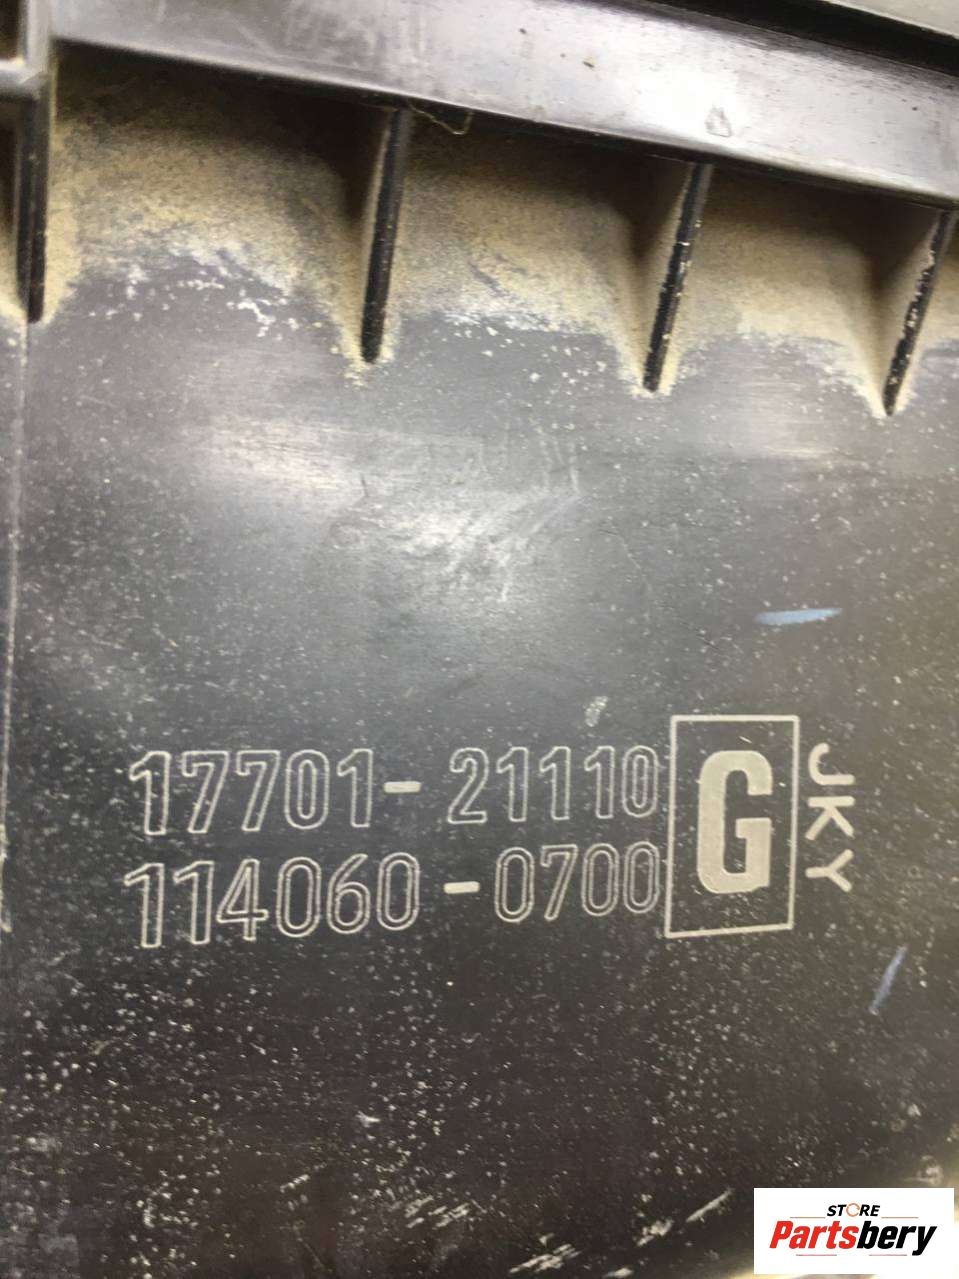 17701-21110
114060-0700
G
JKY
STORE
Partsbery